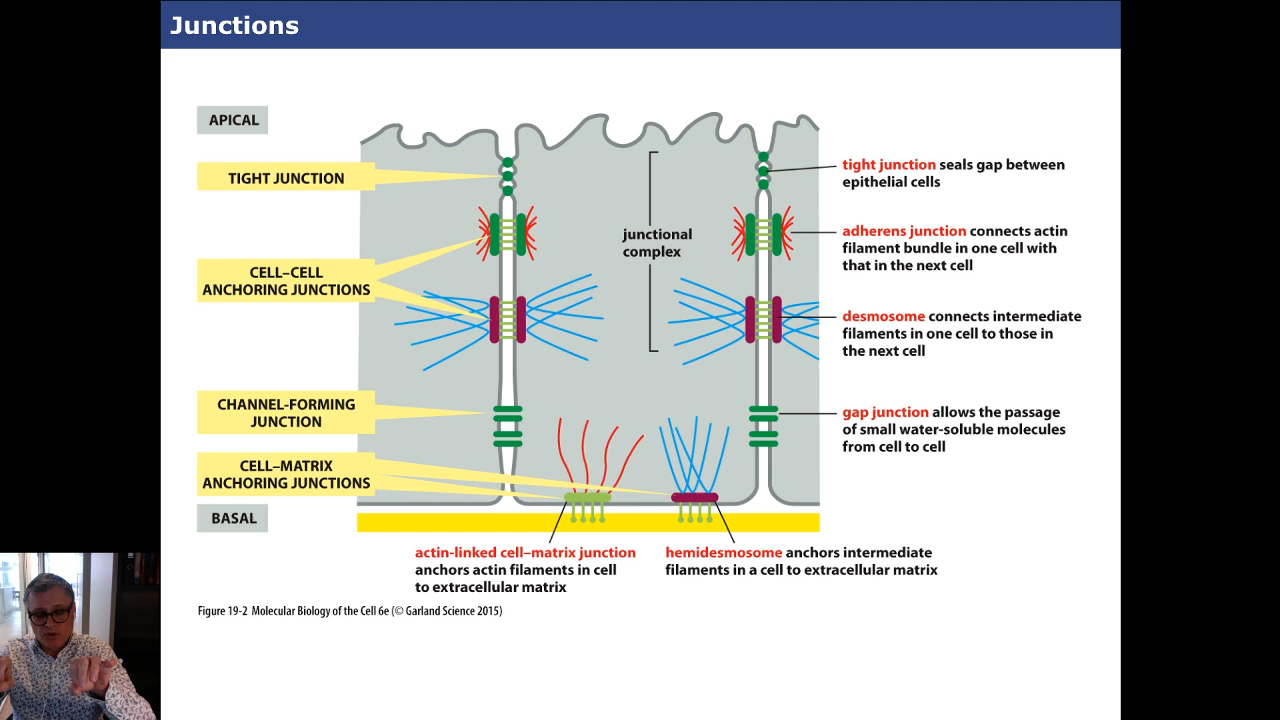 Junctions
APICAL
TIGHT JUNCTION
CELL–CELL
ANCHORING JUNCTIONS
CHANNEL-FORMING
JUNCTION
CELL–MATRIX
ANCHORING JUNCTIONS
BASAL
junctional
complex
tight junction seals gap between
epithelial cells
adherens junction connects actin
filament bundle in one cell with
that in the next cell
desmosome connects intermediate
filaments in one cell to those in
the next cell
gap junction allows the passage
of small water-soluble molecules
from cell to cell
actin-linked cell–matrix junction
anchors actin filaments in cell
to extracellular matrix
hemidesmosome anchors intermediate
filaments in a cell to extracellular matrix
Figure 19-2 Molecular Biology of the Cell 6e (© Garland Science 2015)